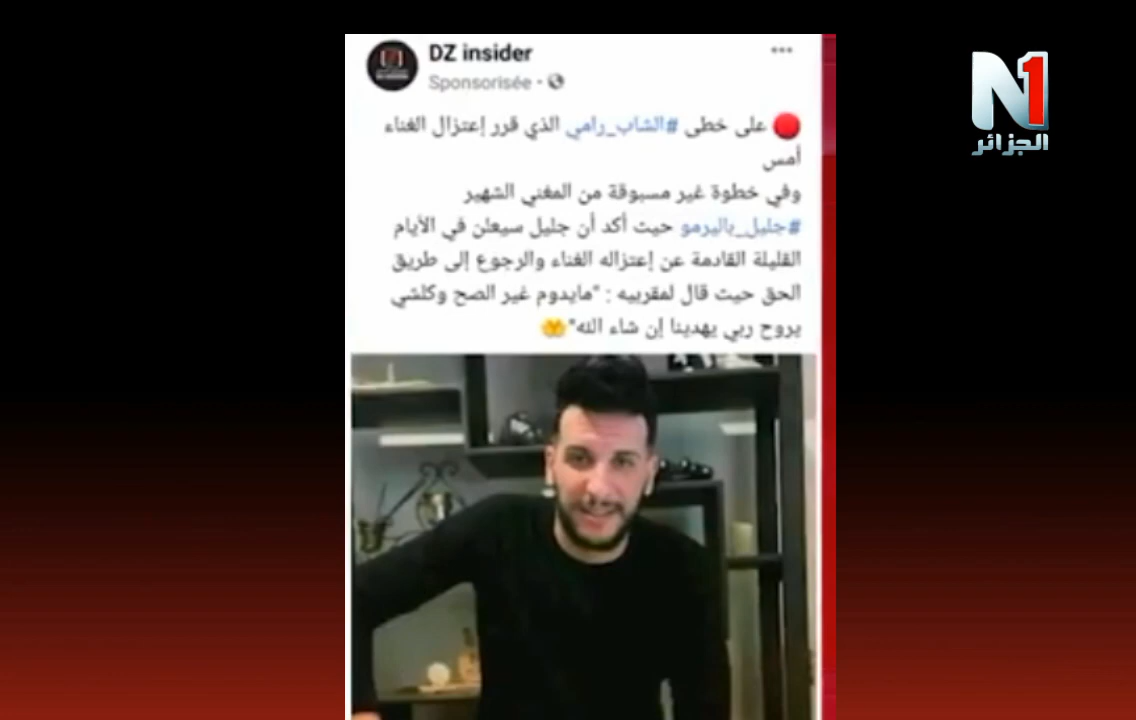 DZ insider
Sponsorisée
على خطى #الشاب_رامي الذي قرر إعتزال الغناء
أمس
وفي خطوة غير مسبوقة من المغني الشهير
#جليل_باليرمو حيث أكد أن جليل سيعلن في الأيام
القليلة القادمة عن إعتزاله الغناء والرجوع إلى طريق
الحق حيث قال لمقربيه : "مايدوم غير الصح وكلشي
يروح ربي يهدينا إن شاء الله"🤲
N1
الجزائر